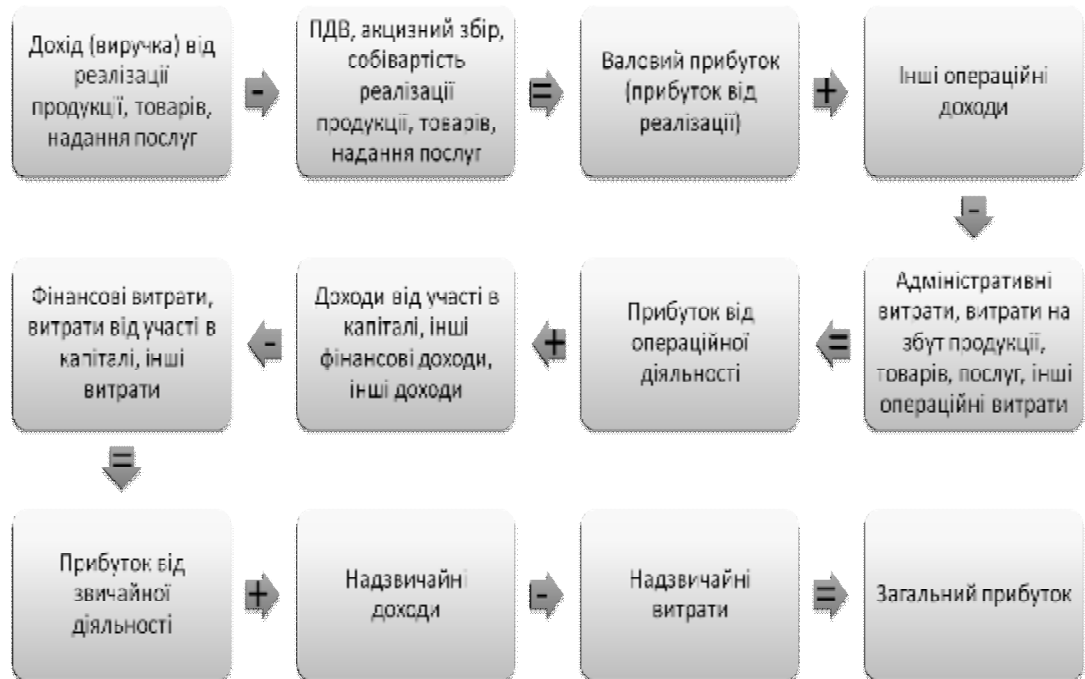 Дохід (виручка) від
реалізації
продукції, товарів,
надання послуг
-
ПДВ, акцизний збір,
собівартість
реалізації
продукції, товарів,
надання послуг
=
Валовий прибуток
(прибуток від
реалізації)
+
Інші операційні
доходи
-
Адміністративні
витрати, витрати на
збут продукції,
товарів, послуг, інші
операційні витрати
=
Прибуток від
операційної
діяльності
+
Доходи від участі в
капіталі, інші
фінансові доходи,
інші доходи
-
Фінансові витрати,
витрати від участі в
капіталі, інші
витрати
=
Прибуток від
звичайної
діяльності
+
Надзвичайні
доходи
-
Надзвичайні
витрати
=
Загальний прибуток